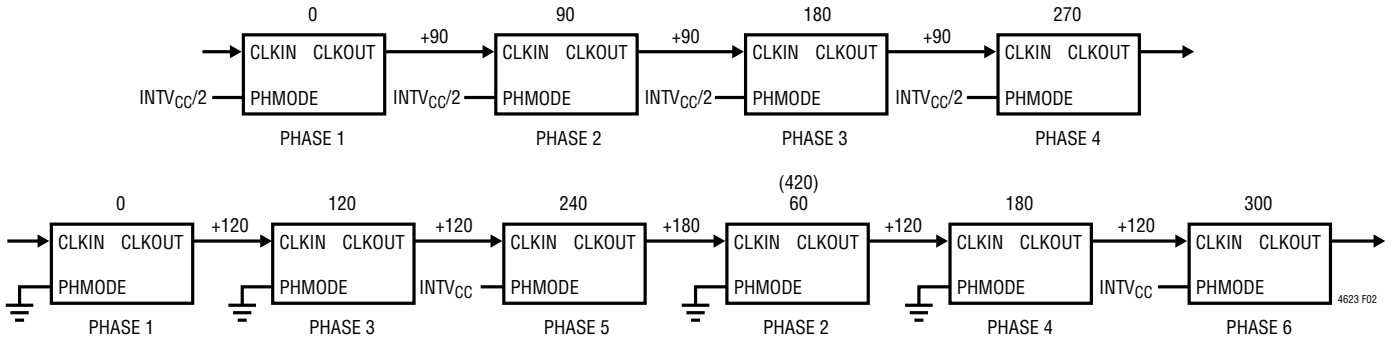 0 90 180 270
CLKIN CLKOUT +90 CLKIN CLKOUT +90 CLKIN CLKOUT +90 CLKIN CLKOUT
INTVCC/2 PHMODE INTVCC/2 PHMODE INTVCC/2 PHMODE INTVCC/2 PHMODE
PHASE 1 PHASE 2 PHASE 3 PHASE 4
(420)
0 120 240 60 180 300
CLKIN CLKOUT +120 CLKIN CLKOUT +120 CLKIN CLKOUT +180 CLKIN CLKOUT +120 CLKIN CLKOUT +120 CLKIN CLKOUT
PHMODE PHMODE INTVCC PHMODE PHMODE PHMODE INTVCC PHMODE
4623 F02
PHASE 1 PHASE 3 PHASE 5 PHASE 2 PHASE 4 PHASE 6